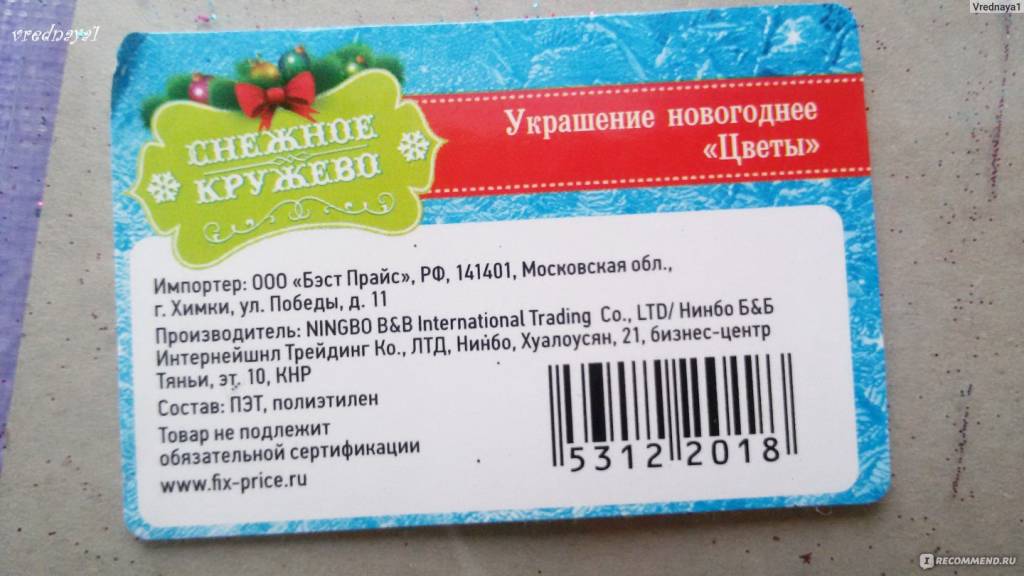 vrednaya1
Vrednaya1
СНЕЖНОЕ
КРУЖЕВО
Украшение новогоднее
«Цветы»
Импортер: ООО «Бэст Прайс», РФ, 141401, Московская обл.,
г. Химки, ул. Победы, д. 11
Производитель: NINGBO B&B International Trading Co., LTD/ Нинбо Б&Б
Интернейшнл Трейдинг Ко., ЛТД, Нинбо, Хуалоусян, 21, бизнес-центр
Тяньи, эт. 10, КНР
Состав: ПЭТ, полиэтилен
Товар не подлежит
обязательной сертификации
www.fix-price.ru
5312 2018
IRECOMMEND.RU